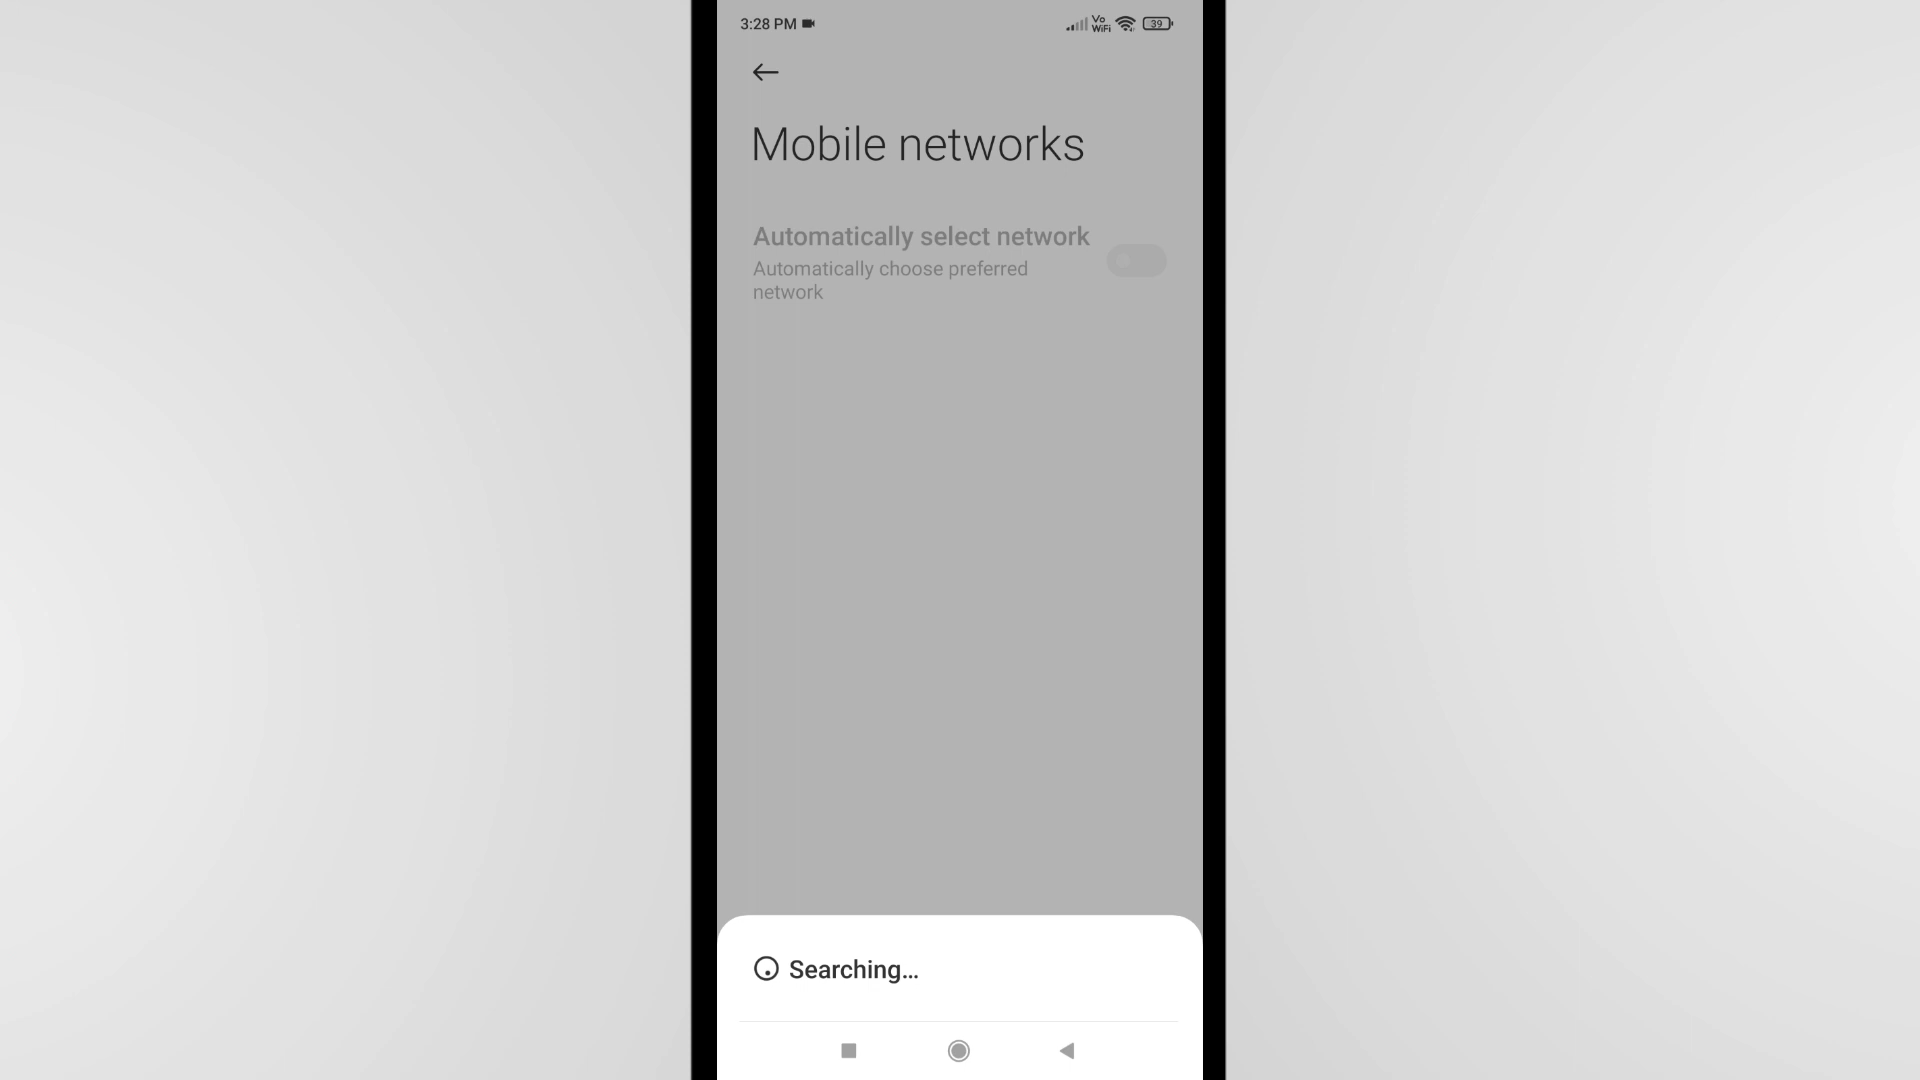 3:28 PM
Vo
WiFi
39
Mobile networks
Automatically select network
Automatically choose preferred
network
Searching...